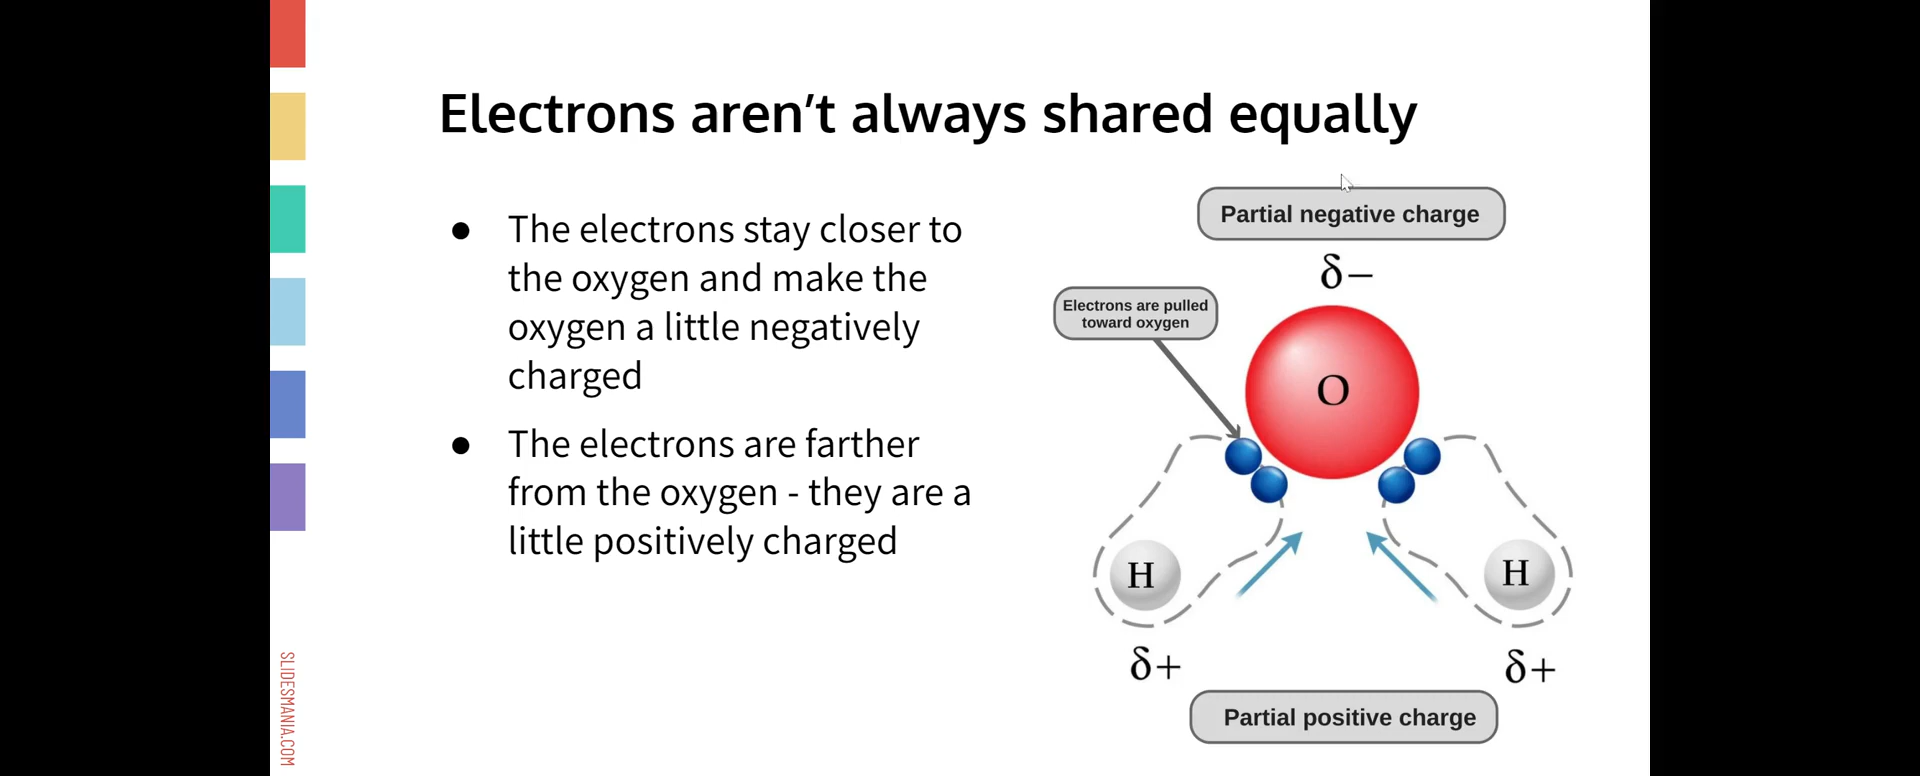 Electrons aren’t always shared equally
● The electrons stay closer to
the oxygen and make the
oxygen a little negatively
charged
● The electrons are farther
from the oxygen - they are a
little positively charged
Partial negative charge
δ−
Electrons are pulled
toward oxygen
O
H
H
δ+
δ+
Partial positive charge
SLIDESMANIA.COM